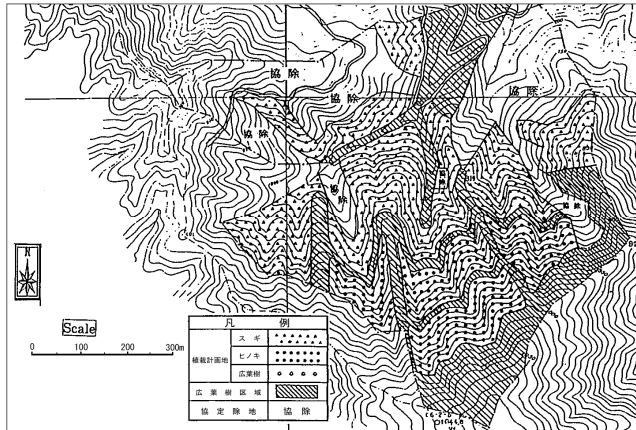 協 除
協 除
協 除
協 除
協 除
協 除
協 除
N
Scale
0 100 200 300m
凡 例
植栽計画地
スギ
ヒノキ
広葉樹
広葉樹区域
協定除地 協除